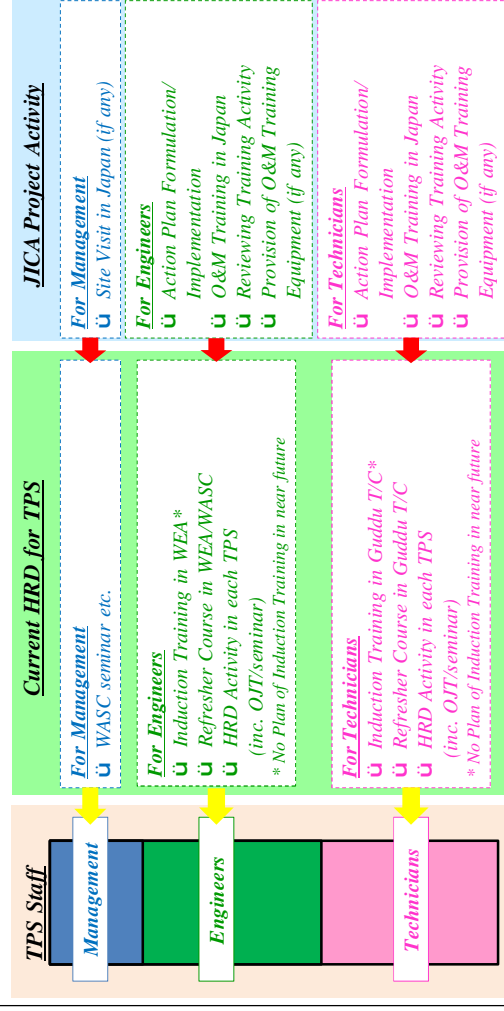 TPS Staff
Management
Engineers
Technicians
Current HRD for TPS
For Management
ü WASC seminar etc.
For Engineers
ü Induction Training in WEA*
ü Refresher Course in WEA/WASC
ü HRD Activity in each TPS
(inc. OJT/seminar)
* No Plan of Induction Training in near future
For Technicians
ü Induction Training in Guddu T/C*
ü Refresher Course in Guddu T/C
ü HRD Activity in each TPS
(inc. OJT/seminar)
* No Plan of Induction Training in near future
JICA Project Activity
For Management
ü Site Visit in Japan (if any)
For Engineers
ü Action Plan Formulation/
Implementation
ü O&M Training in Japan
ü Reviewing Training Activity
ü Provision of O&M Training
Equipment (if any)
For Technicians
ü Action Plan Formulation/
Implementation
ü O&M Training in Japan
ü Reviewing Training Activity
ü Provision of O&M Training
Equipment (if any)